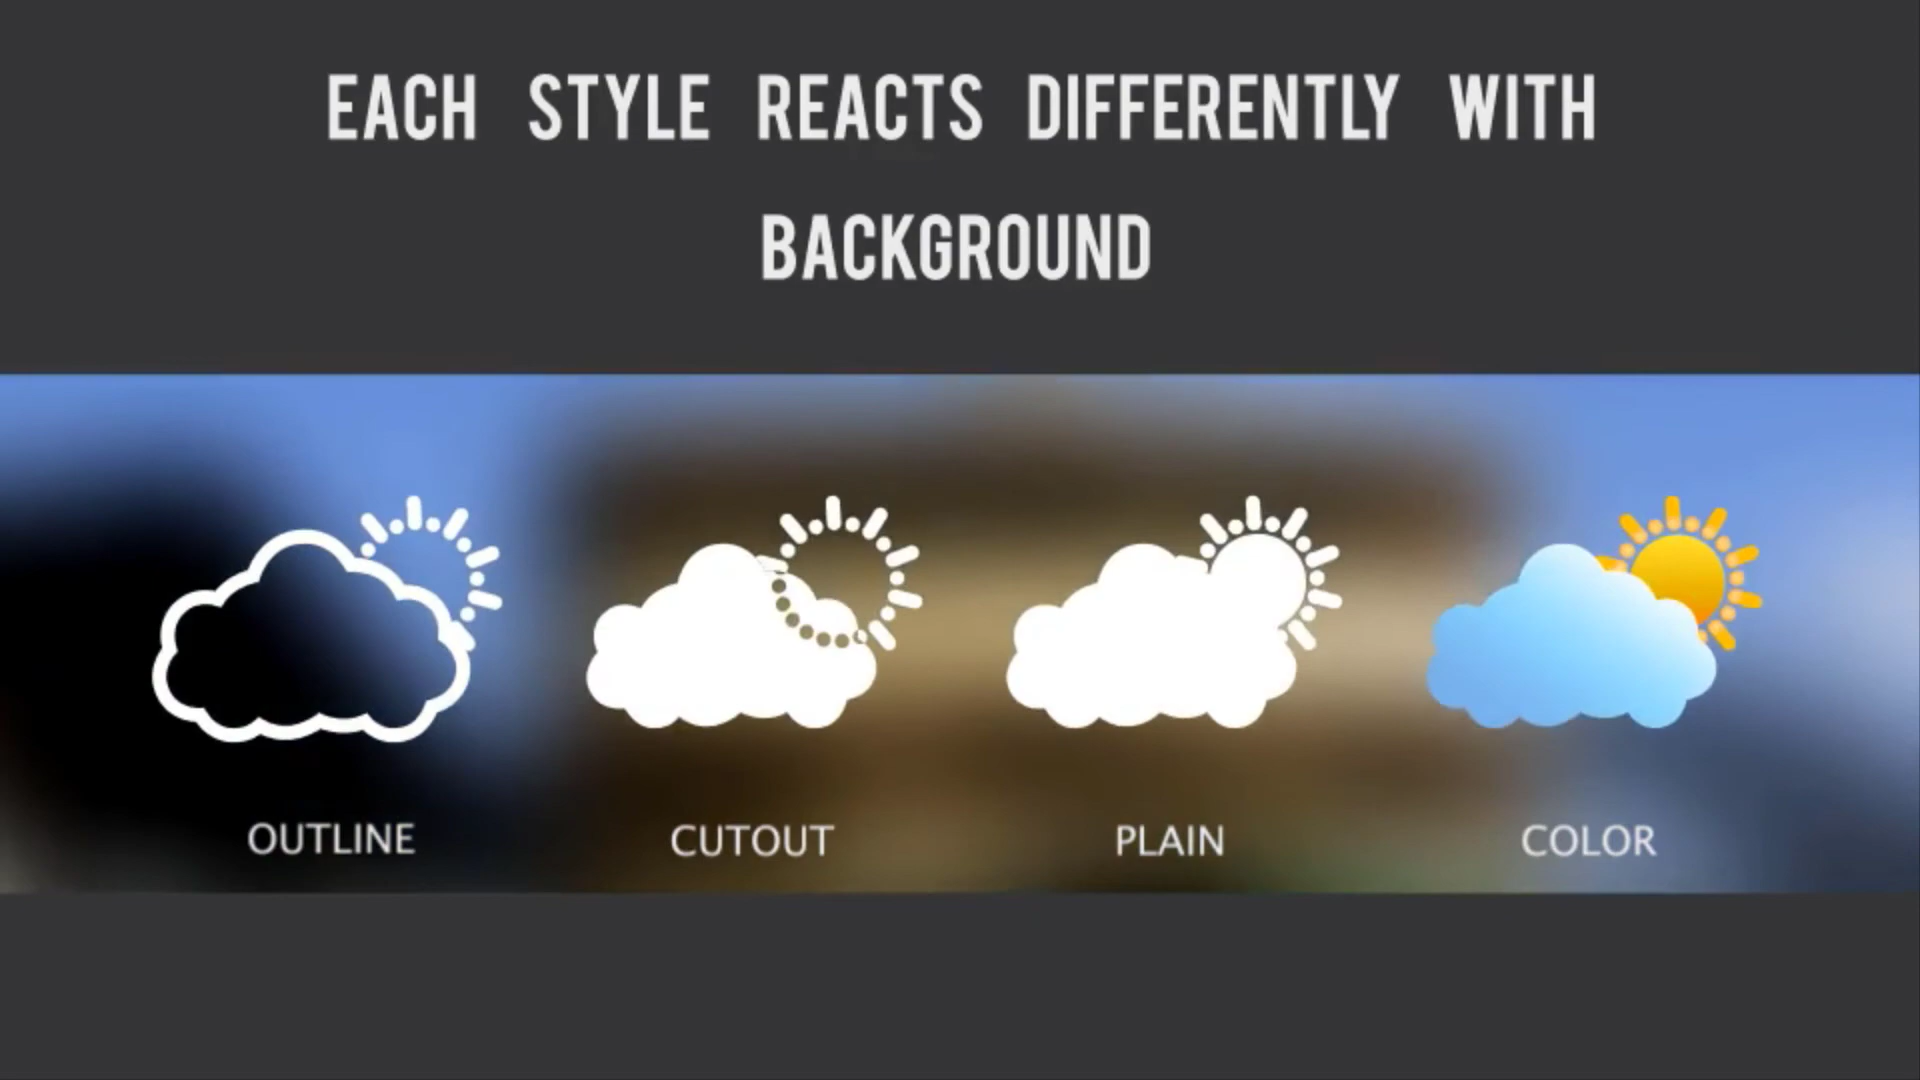 EACH STYLE REACTS DIFFERENTLY WITH
BACKGROUND
OUTLINE
CUTOUT
PLAIN
COLOR